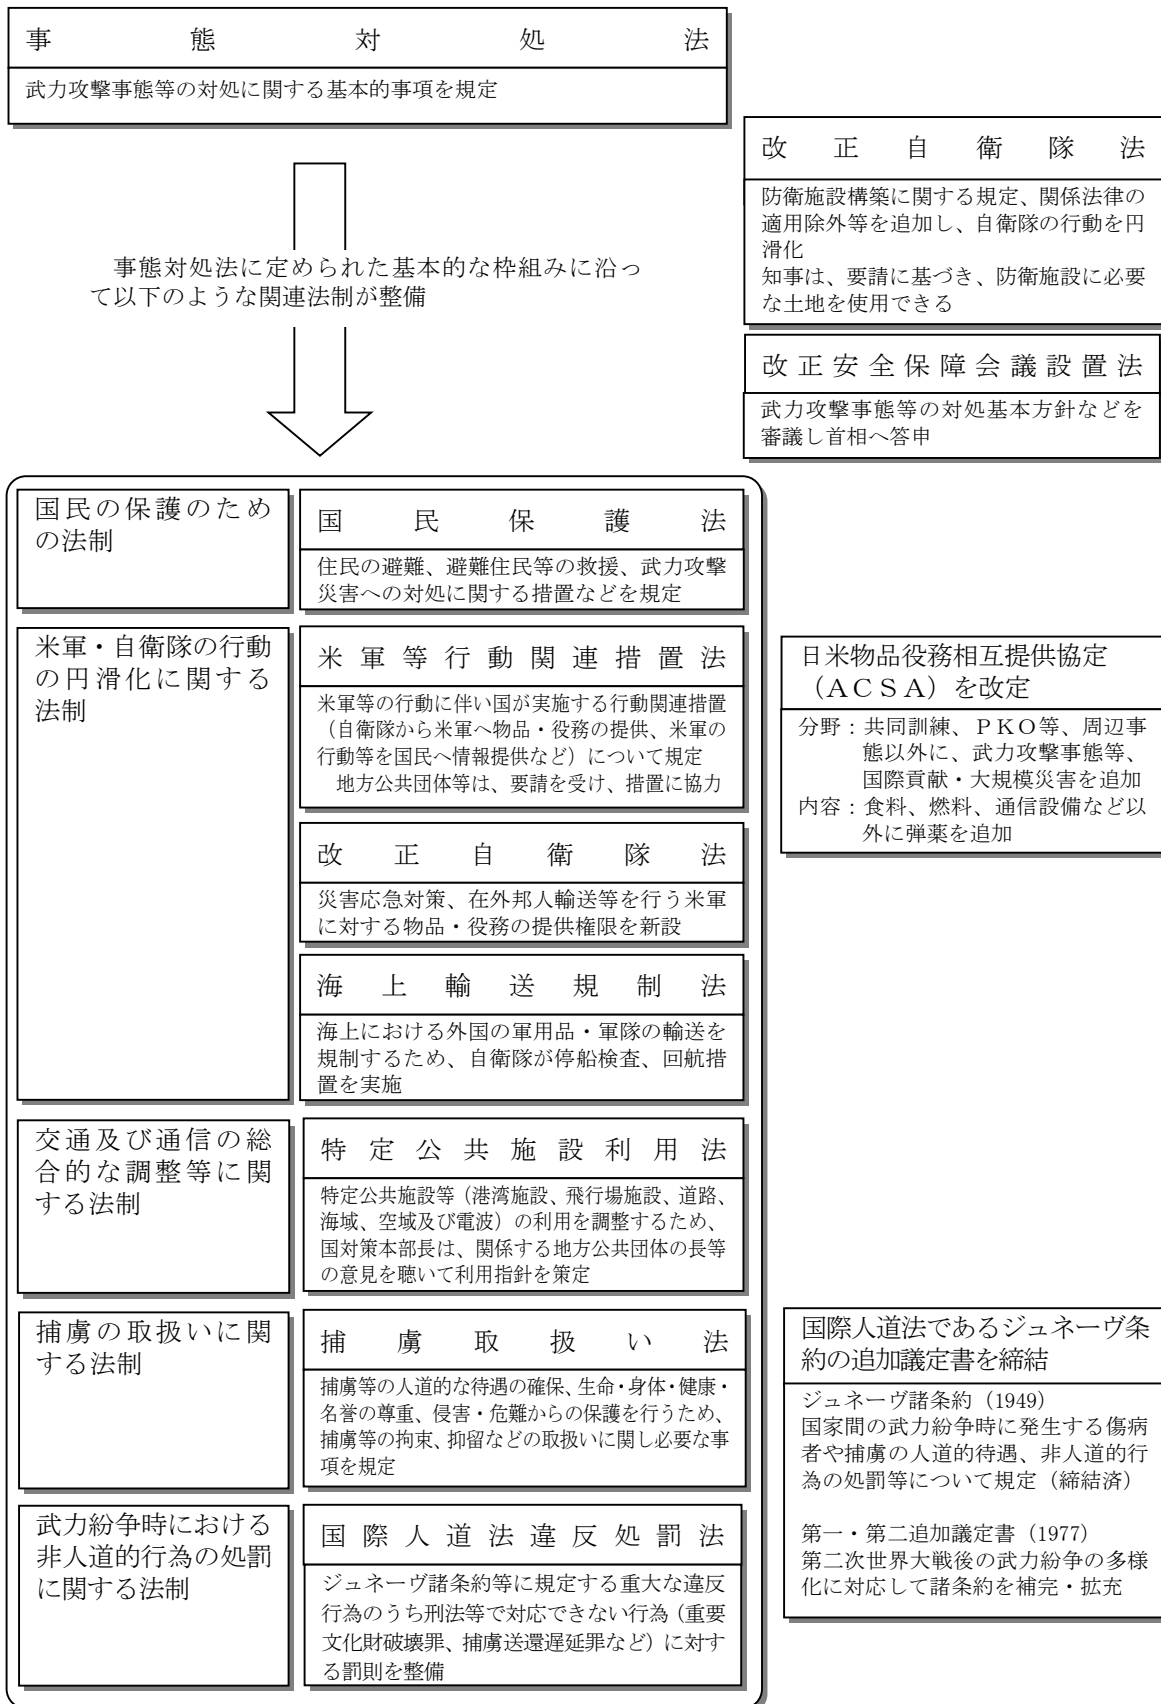 事態対処法
武力攻撃事態等の対処に関する基本的事項を規定
改正自衛隊法
防衛施設構築に関する規定、関係法律の
適用除外等を追加し、自衛隊の行動を円
滑化
知事は、要請に基づき、防衛施設に必要
な土地を使用できる
事態対処法に定められた基本的な枠組みに沿っ
て以下のような関連法制が整備
改正安全保障会議設置法
武力攻撃事態等の対処基本方針などを
審議し首相へ答申
国民の保護のため
の法制
国民保護法
住民の避難、避難住民等の救援、武力攻撃
災害への対処に関する措置などを規定
米軍・自衛隊の行動
の円滑化に関する
法制
米軍等行動関連措置法
米軍等の行動に伴い国が実施する行動関連措置
（自衛隊から米軍へ物品・役務の提供、米軍の
行動等を国民へ情報提供など）について規定
地方公共団体等は、要請を受け、措置に協力
日米物品役務相互提供協定
（ＡＣＳＡ）を改定
分野：共同訓練、ＰＫＯ等、周辺事
態以外に、武力攻撃事態等、
国際貢献・大規模災害を追加
内容：食料、燃料、通信設備など以
外に弾薬を追加
改正自衛隊法
災害応急対策、在外邦人輸送等を行う米軍
に対する物品・役務の提供権限を新設
海上輸送規制法
海上における外国の軍用品・軍隊の輸送を
規制するため、自衛隊が停船検査、回航措
置を実施
交通及び通信の総
合的な調整等に関
する法制
特定公共施設利用法
特定公共施設等（港湾施設、飛行場施設、道路、
海域、空域及び電波）の利用を調整するため、
国対策本部長は、関係する地方公共団体の長等
の意見を聴いて利用指針を策定
捕虜の取扱いに関
する法制
捕虜取扱い法
捕虜等の人道的な待遇の確保、生命・身体・健康・
名誉の尊重、侵害・危難からの保護を行うため、
捕虜等の拘束、抑留などの取扱いに関し必要な事
項を規定
国際人道法であるジュネーヴ条
約の追加議定書を締結
ジュネーヴ諸条約（1949）
国家間の武力紛争時に発生する傷病
者や捕虜の人道的待遇、非人道的行
為の処罰等について規定（締結済）
第一・第二追加議定書（1977）
第二次世界大戦後の武力紛争の多様
化に対応して諸条約を補完・拡充
武力紛争時における
非人道的行為の処罰
に関する法制
国際人道法違反処罰法
ジュネーヴ諸条約等に規定する重大な違反
行為のうち刑法等で対応できない行為（重要
文化財破壊罪、捕虜送還遅延罪など）に対す
る罰則を整備